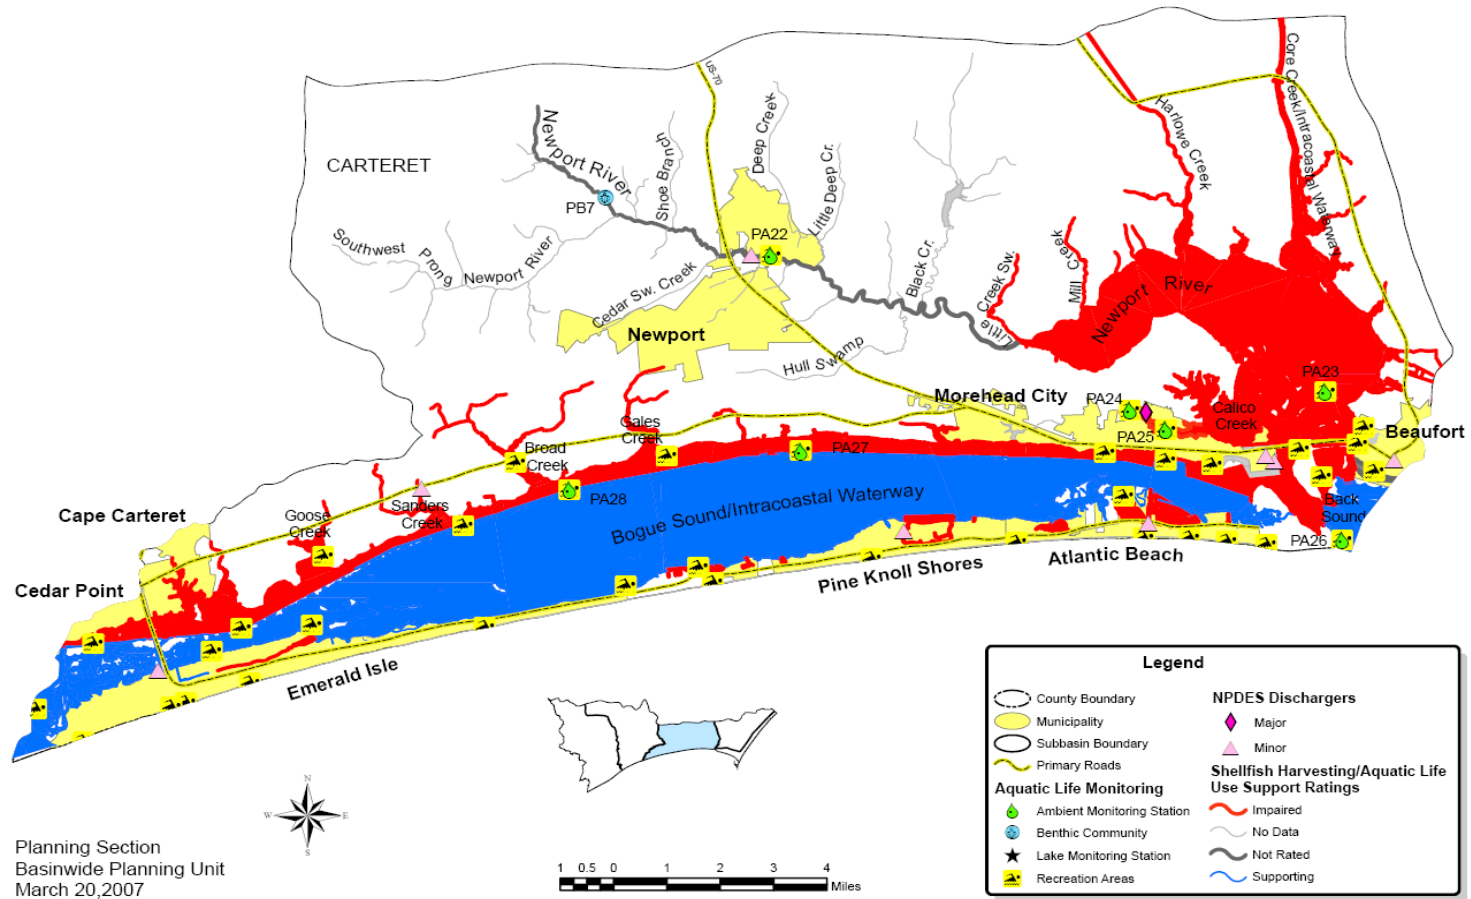 US-70
Core Creek/Intracoastal Waterway
Harlowe Creek
Deep Creek
Newport River
Shoe Branch
CARTERET
Little Deep Cr.
PB7
PA22
Southwest Prong Newport River
Black Cr.
Cedar Sw. Creek
Little Creek Sw.
Mill Creek
Newport River
Newport
Hull Swamp
PA23
Morehead City
PA24
Calico
Creek
Gales
Creek
PA25
Beaufort
Broad
Creek
PA27
PA28
Bogue Sound/Intracoastal Waterway
Sanders
Creek
Goose
Creek
Cape Carteret
Back
Sound
PA26
Atlantic Beach
Pine Knoll Shores
Cedar Point
Emerald Isle
N
W
E
S
Planning Section
Basinwide Planning Unit
March 20,2007
1 0.5 0 1 2 3 4
Miles
Legend
County Boundary
Municipality
Subbasin Boundary
Primary Roads
Aquatic Life Monitoring
Ambient Monitoring Station
Benthic Community
Lake Monitoring Station
Recreation Areas
NPDES Dischargers
Major
Minor
Shellfish Harvesting/Aquatic Life
Use Support Ratings
Impaired
No Data
Not Rated
Supporting